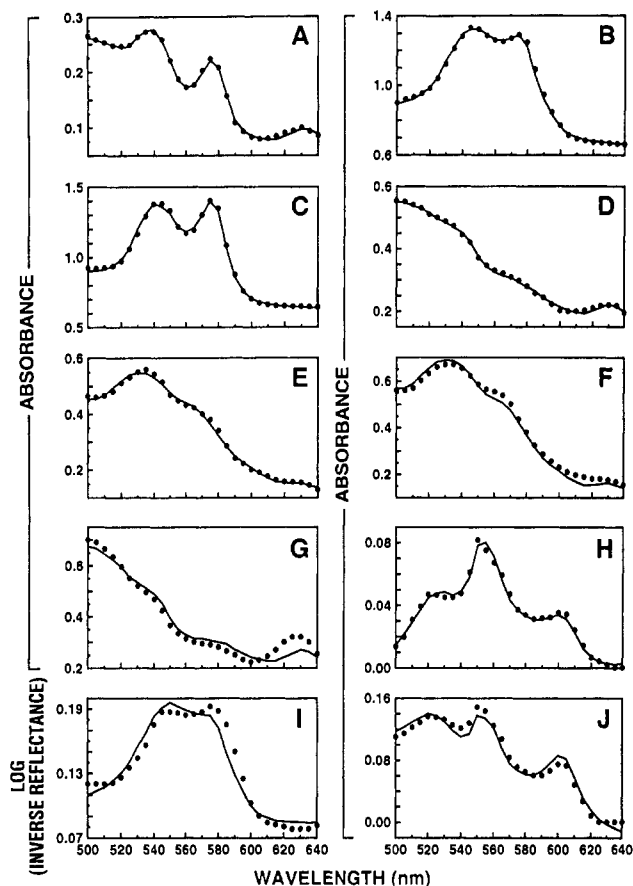 0.3
0.2
0.1
A
1.4
1.0
0.6
B
1.5
1.0
0.5
C
0.6
0.4
0.2
D
0.6
0.4
0.2
E
0.6
0.4
0.2
F
0.6
0.4
0.2
G
0.08
0.04
0.00
H
0.19
0.13
0.07
I
0.16
0.08
0.00
J
500 520 540 560 580 600 620 640
500 520 540 560 580 600 620 640
ABSORBANCE
ABSORBANCE
LOG
(INVERSE REFLECTANCE)
WAVELENGTH (nm)